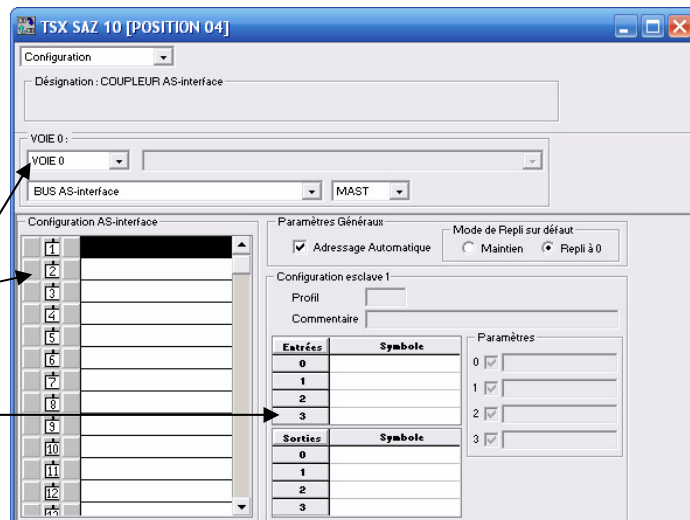 TSX SAZ 10 [POSITION 04]
Configuration
Désignation : COUPLEUR AS-interface
VOIE 0 :
VOIE 0
BUS AS-interface
MAST
Configuration AS-interface
1
2
3
4
5
6
7
8
9
10
11
12
13
Paramètres Généraux
Adressage Automatique
Mode de Repli sur défaut
Maintien
Repli à 0
Configuration esclave 1
Profil
Commentaire
Entrées Symbole
0
1
2
3
Sorties Symbole
0
1
2
3
Paramètres
0
1
2
3